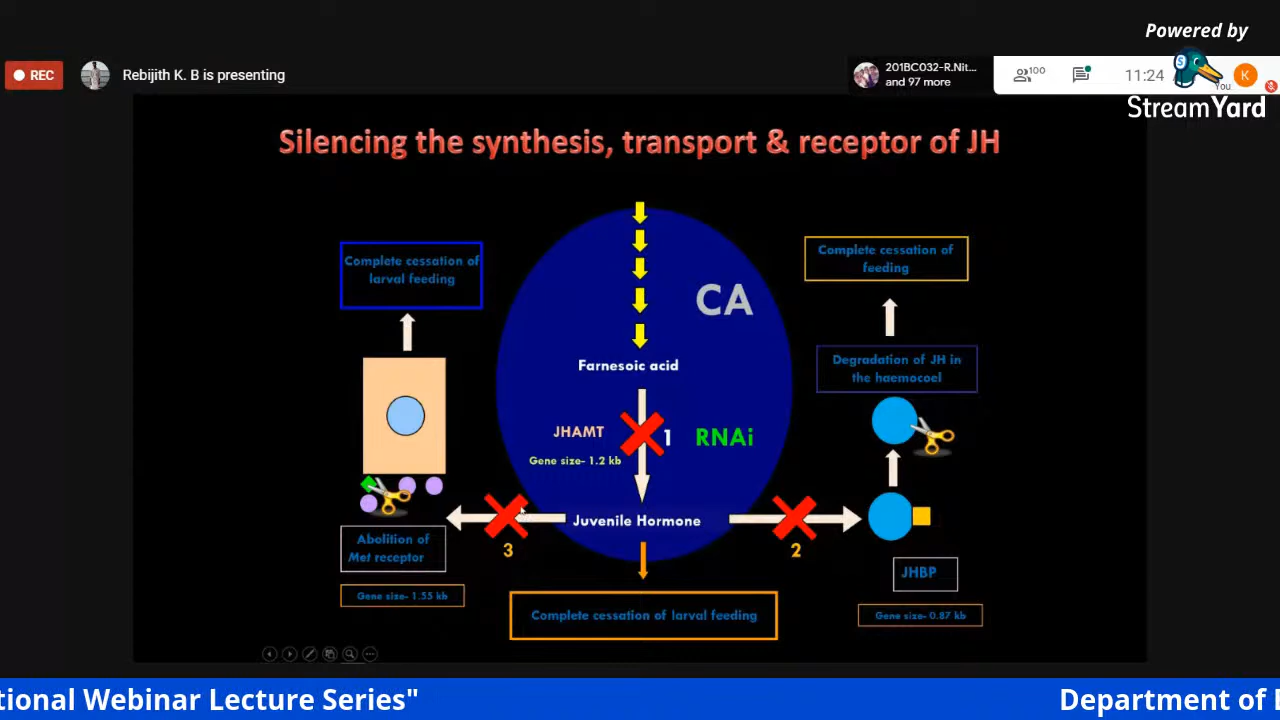 Powered by
REC
Rebijith K. B is presenting
201BC032-R.Nit...
and 97 more
100
11:24
S
You
K
StreamYard
Silencing the synthesis, transport & receptor of JH
Complete cessation of
larval feeding
CA
Complete cessation of
feeding
Farnesoic acid
Degradation of JH in
the haemocoel
JHAMT
1
RNAi
Gene size- 1.2 kb
Juvenile Hormone
3
2
Abolition of
Met receptor
Gene size- 1.55 kb
JHBP
Gene size- 0.87 kb
Complete cessation of larval feeding
tional Webinar Lecture Series"
Department of